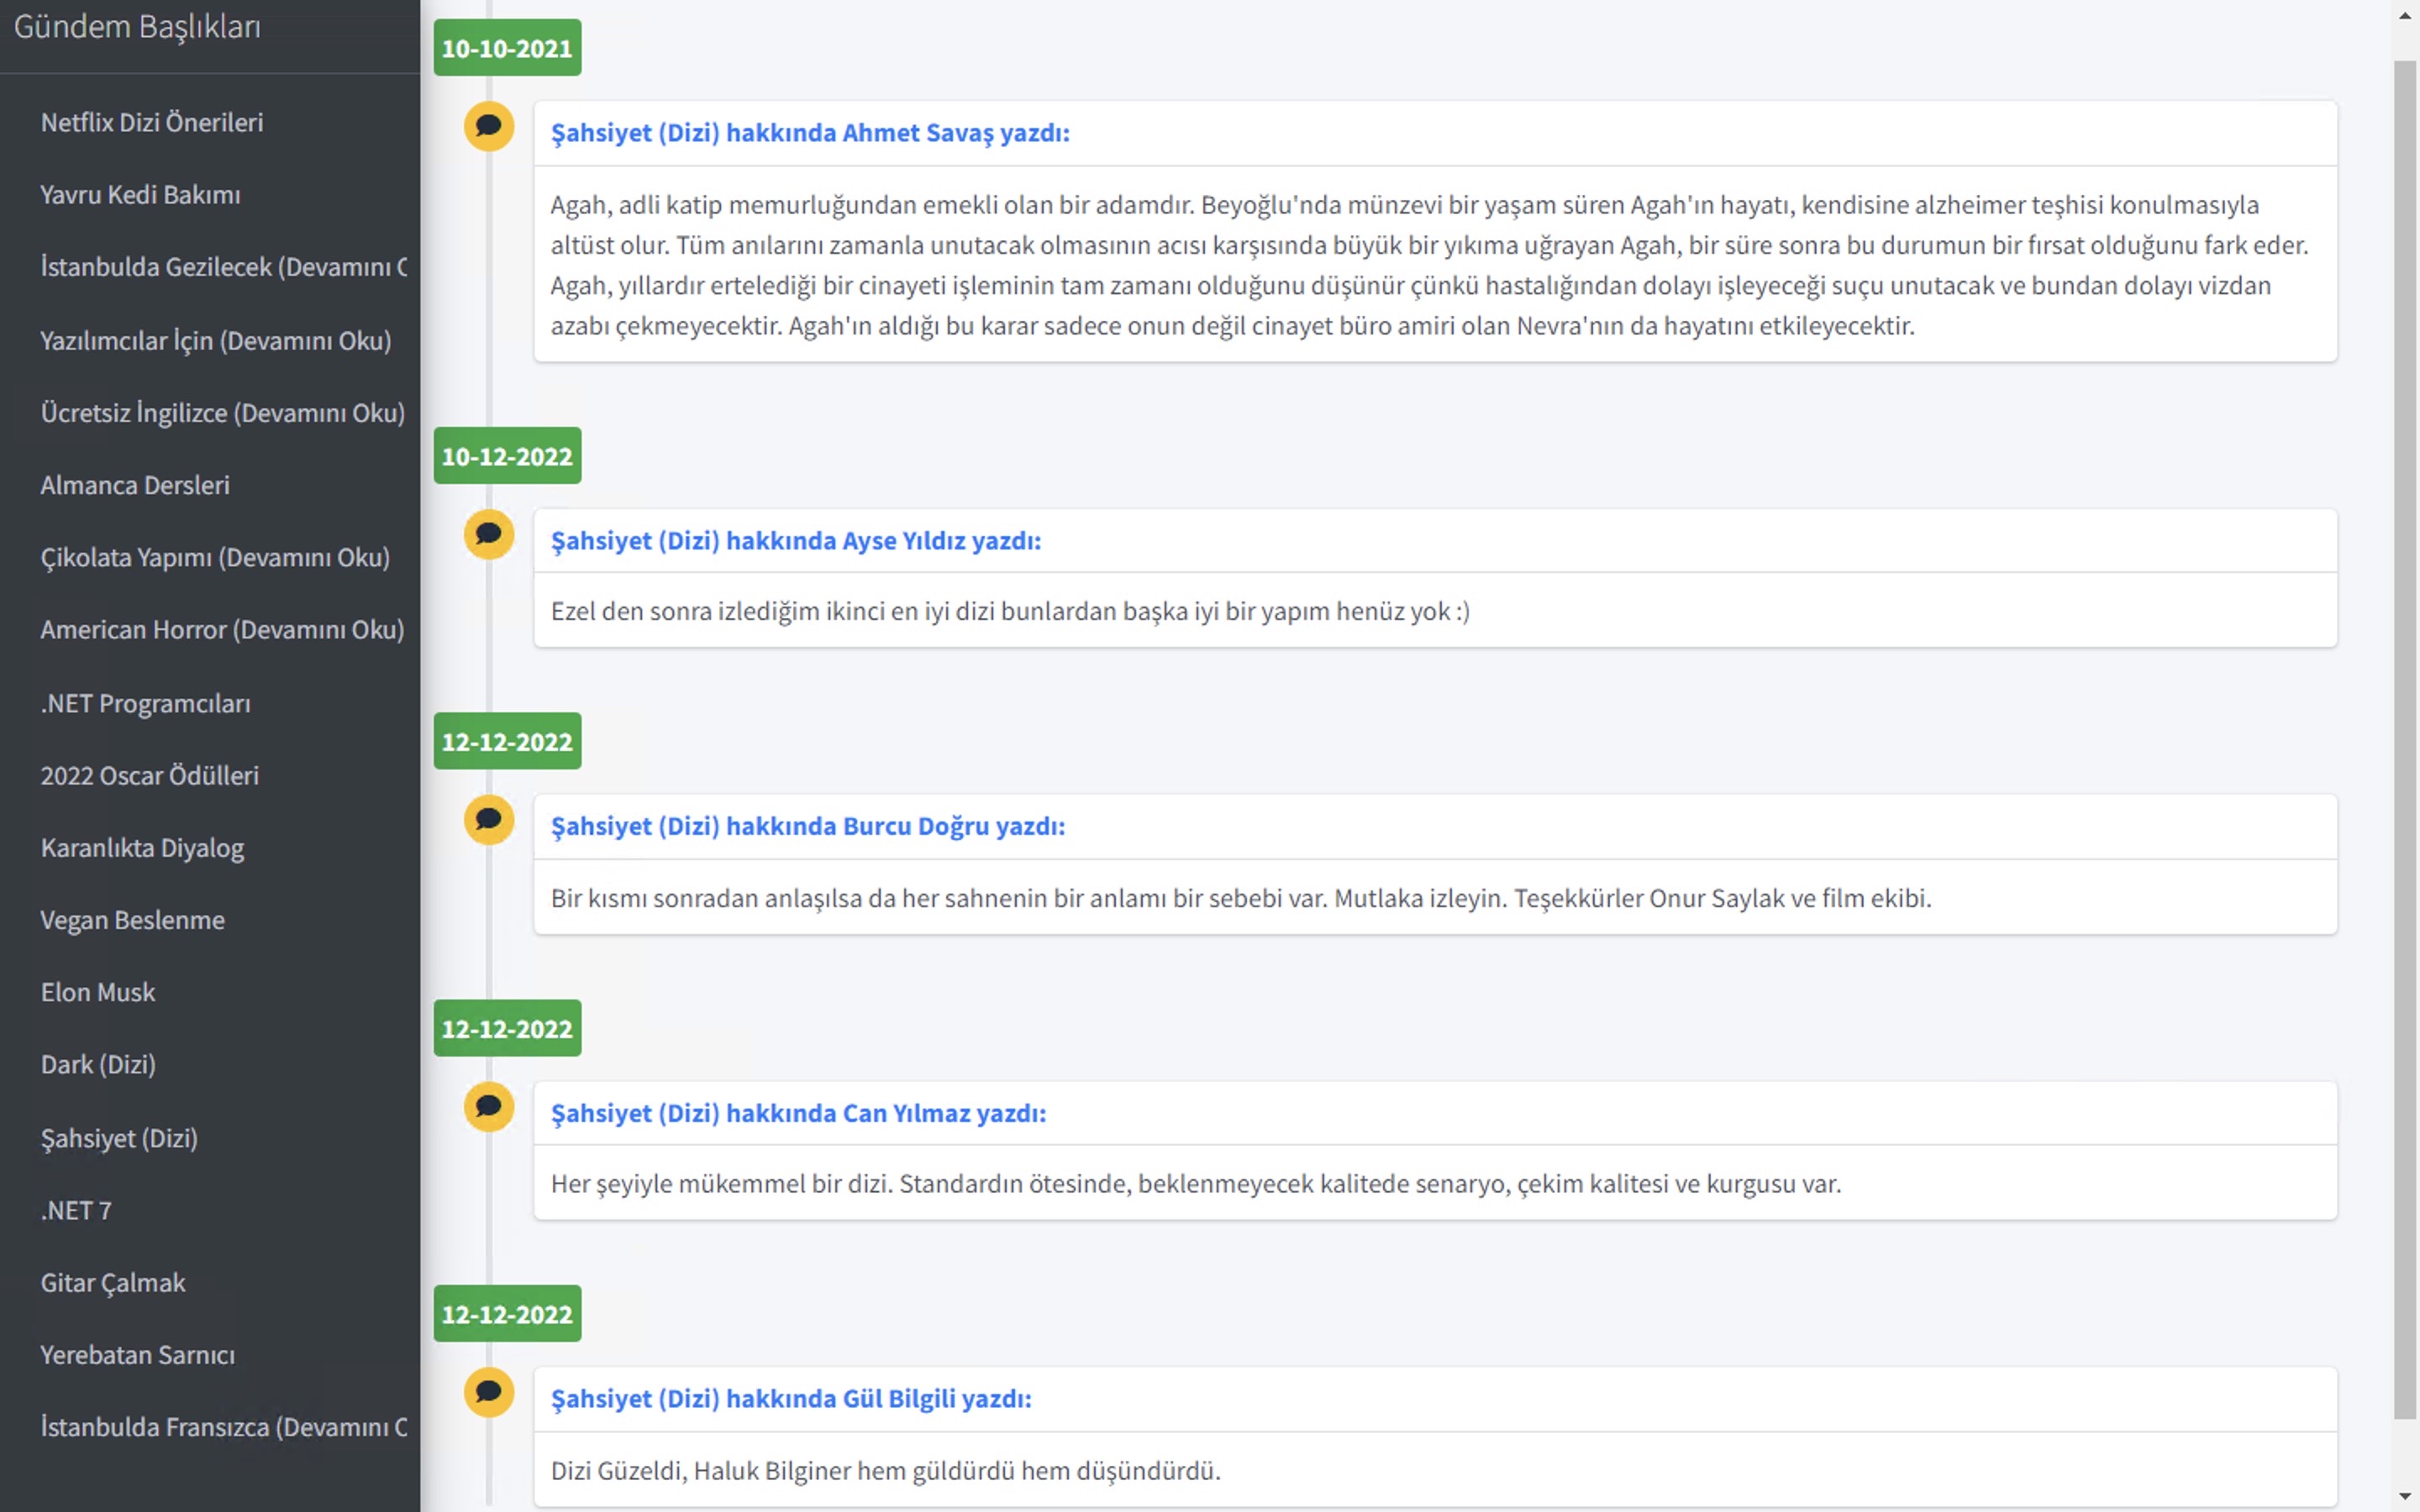 Gündem Başlıkları
Netflix Dizi Önerileri
Yavru Kedi Bakımı
İstanbulda Gezilecek (Devamını
Yazılımcılar İçin (Devamını Oku)
Ücretsiz İngilizce (Devamını Oku)
Almanca Dersleri
Çikolata Yapımı (Devamını Oku)
American Horror (Devamını Oku)
.NET Programcıları
2022 Oscar Ödülleri
Karanlıkta Diyalog
Vegan Beslenme
Elon Musk
Dark (Dizi)
Şahsiyet (Dizi)
.NET 7
Gitar Çalmak
Yerebatan Sarnıcı
İstanbulda Fransızca (Devamını
10-10-2021
Şahsiyet (Dizi) hakkında Ahmet Savaş yazdı:
Agah, adli katip memurluğundan emekli olan bir adamdır. Beyoğlu'nda münzevi bir yaşam süren Agah'ın hayatı, kendisine alzheimer teşhisi konulmasıyla
altüst olur. Tüm anılarını zamanla unutacak olmasının acısı karşısında büyük bir yıkıma uğrayan Agah, bir süre sonra bu durumun bir fırsat olduğunu fark eder.
Agah, yıllardır ertelediği bir cinayeti işleminin tam zamanı olduğunu düşünür çünkü hastalığından dolayı işleyeceği suçu unutacak ve bundan dolayı vizdan
azabı çekmeyecektir. Agah'ın aldığı bu karar sadece onun değil cinayet büro amiri olan Nevra'nın da hayatını etkileyecektir.
10-12-2022
Şahsiyet (Dizi) hakkında Ayse Yıldız yazdı:
Ezel den sonra izlediğim ikinci en iyi dizi bunlardan başka iyi bir yapım henüz yok :)
12-12-2022
Şahsiyet (Dizi) hakkında Burcu Doğru yazdı:
Bir kısmı sonradan anlaşılsa da her sahnenin bir anlamı bir sebebi var. Mutlaka izleyin. Teşekkürler Onur Saylak ve film ekibi.
12-12-2022
Şahsiyet (Dizi) hakkında Can Yılmaz yazdı:
Her şeyiyle mükemmel bir dizi. Standardın ötesinde, beklenmeyecek kalitede senaryo, çekim kalitesi ve kurgusu var.
12-12-2022
Şahsiyet (Dizi) hakkında Gül Bilgili yazdı:
Dizi Güzeldi, Haluk Bilginer hem güldürdü hem düşündürdü.